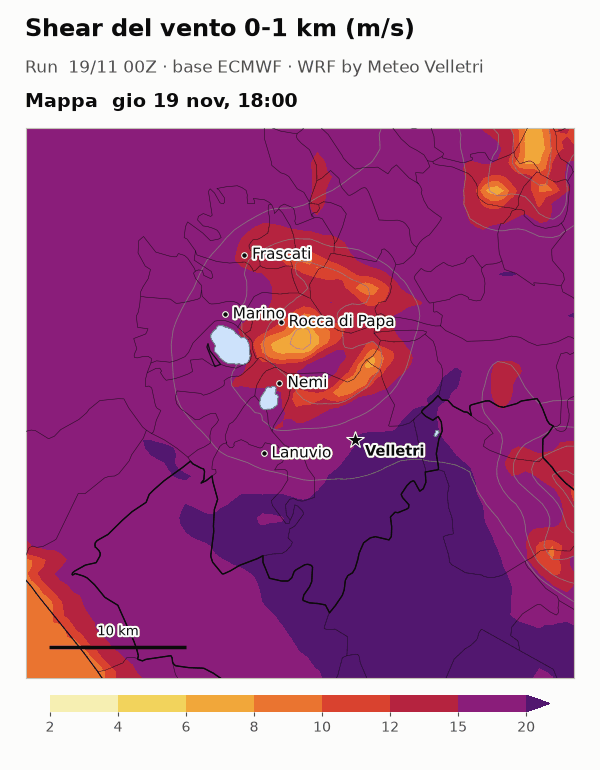 Shear del vento 0-1 km (m/s)
Run  19/11 00Z · base ECMWF · WRF by Meteo Velletri
Mappa  gio 19 nov, 18:00
Frascati
Marino
Rocca di Papa
Nemi
Velletri
Lanuvio
10 km
2 4 6 8 10 12 15 20